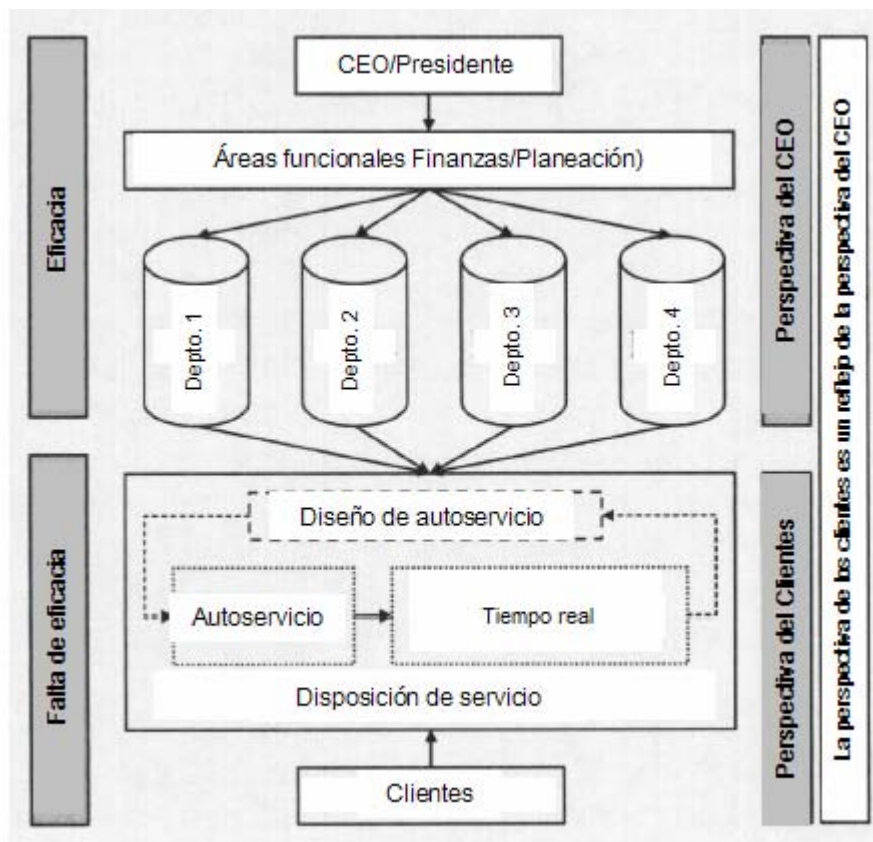 CEO/Presidente
Áreas funcionales Finanzas/Planeación)
Eficacia
Depto. 1
Depto. 2
Depto. 3
Depto. 4
Perspectiva del CEO
La perspectiva de los clientes es un reflejo de la perspectiva del CEO
Falta de eficacia
Diseño de autoservicio
Autoservicio
Tiempo real
Disposición de servicio
Perspectiva del Clientes
Clientes